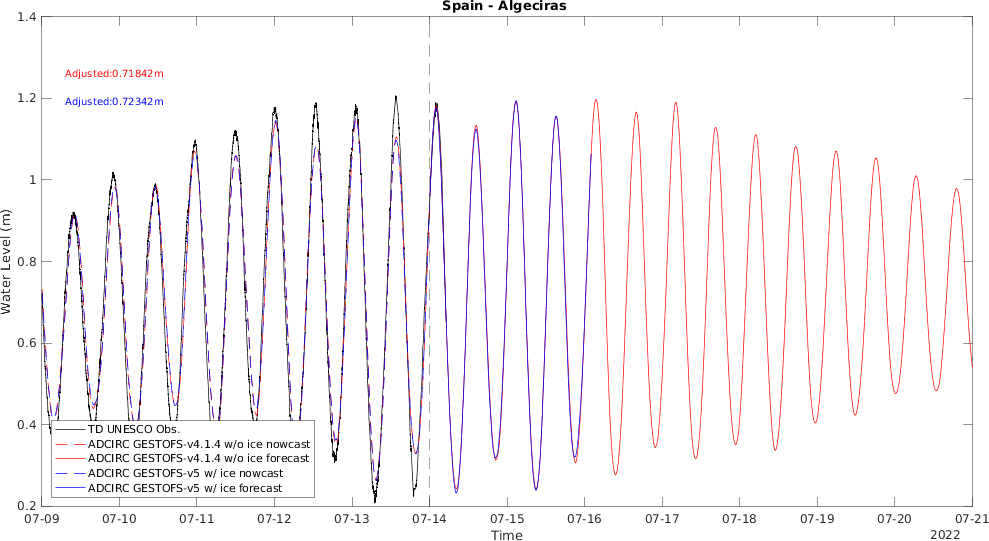 Spain - Algeciras
1.4
1.2
1
0.8
0.6
0.4
0.2
Water Level (m)
Adjusted:0.71842m
Adjusted:0.72342m
TD UNESCO Obs.
ADCIRC GESTOFS-v4.1.4 w/o ice nowcast
ADCIRC GESTOFS-v4.1.4 w/o ice forecast
ADCIRC GESTOFS-v5 w/ ice nowcast
ADCIRC GESTOFS-v5 w/ ice forecast
07-09 07-10 07-11 07-12 07-13 07-14 07-15 07-16 07-17 07-18 07-19 07-20 07-21
Time
2022